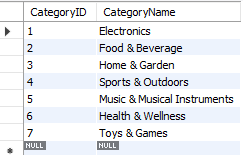 CategoryID CategoryName
1 Electronics
2 Food & Beverage
3 Home & Garden
4 Sports & Outdoors
5 Music & Musical Instruments
6 Health & Wellness
7 Toys & Games
NULL NULL